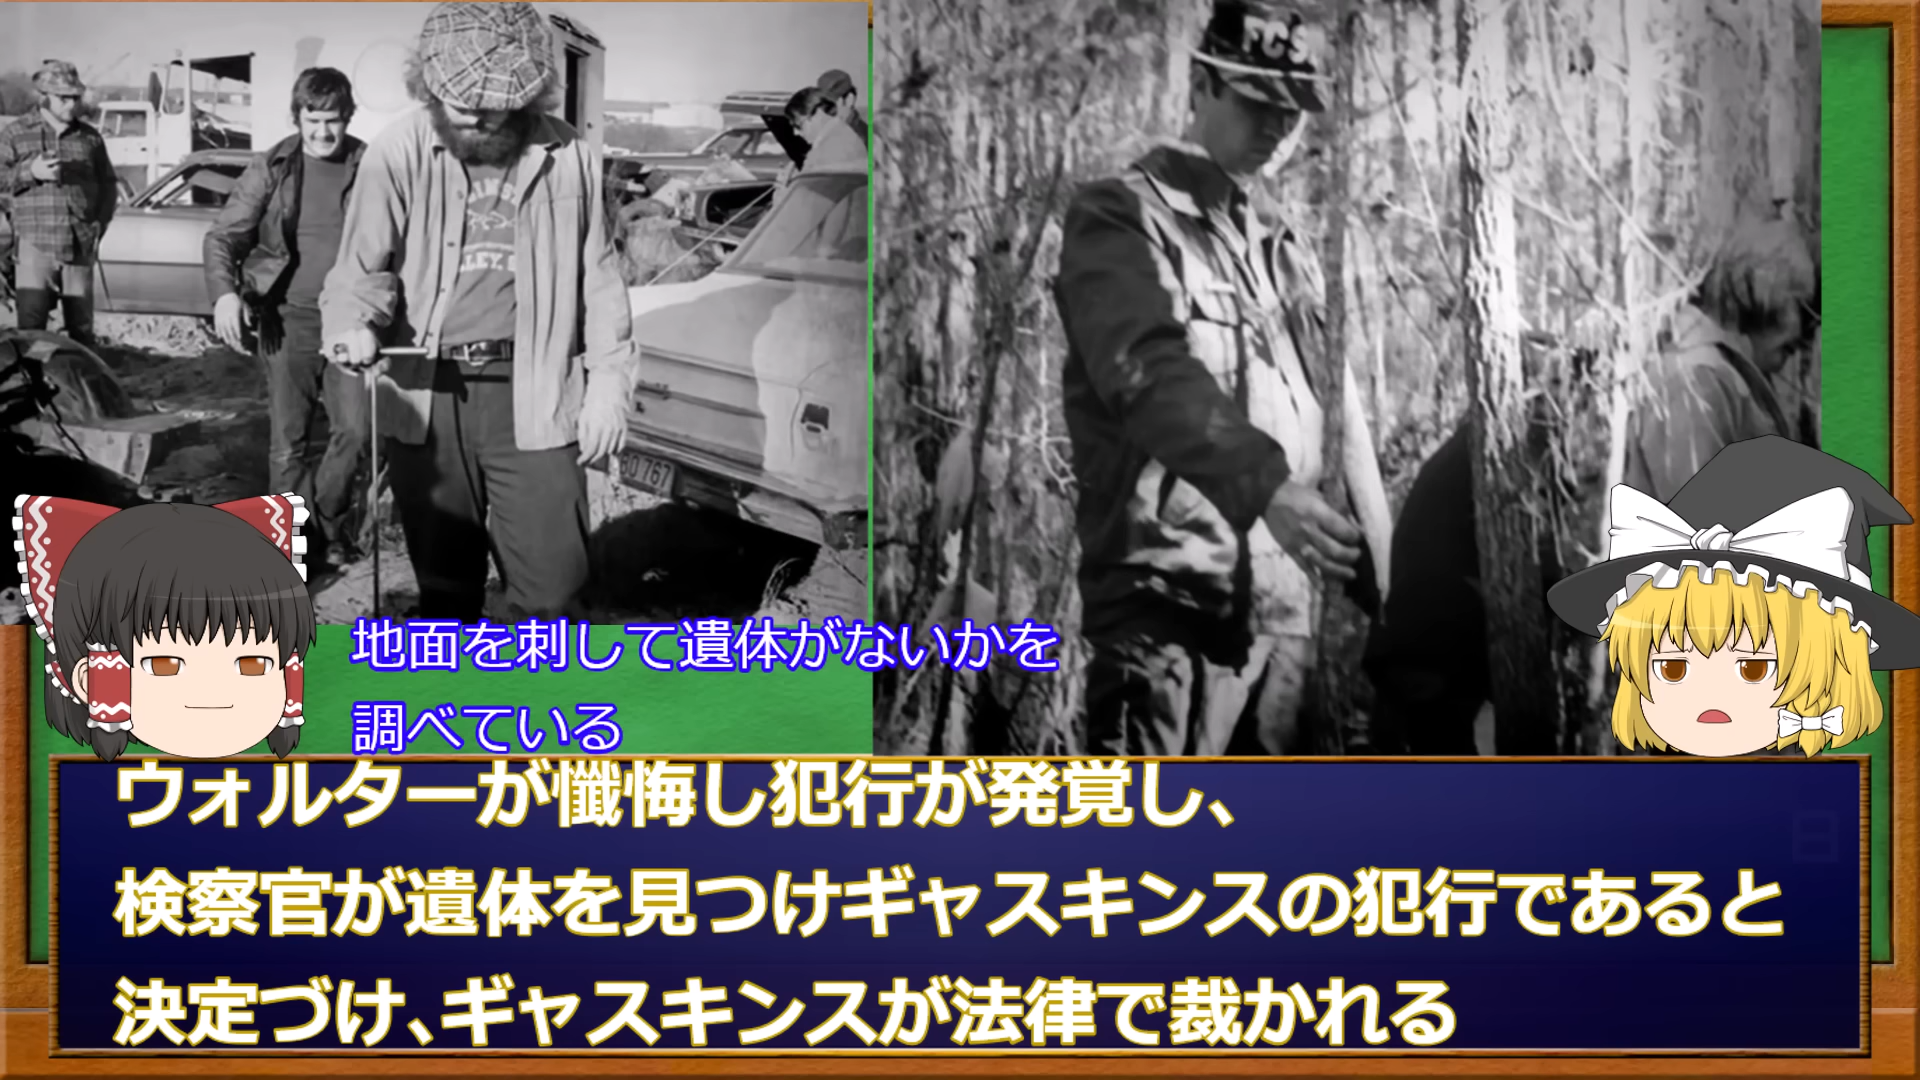 FCS
80 767
地面を刺して遺体がないかを
調べている
ウォルターが懺悔し犯行が発覚し、
検察官が遺体を見つけギャスキンスの犯行であると
決定づけ、ギャスキンスが法律で裁かれる